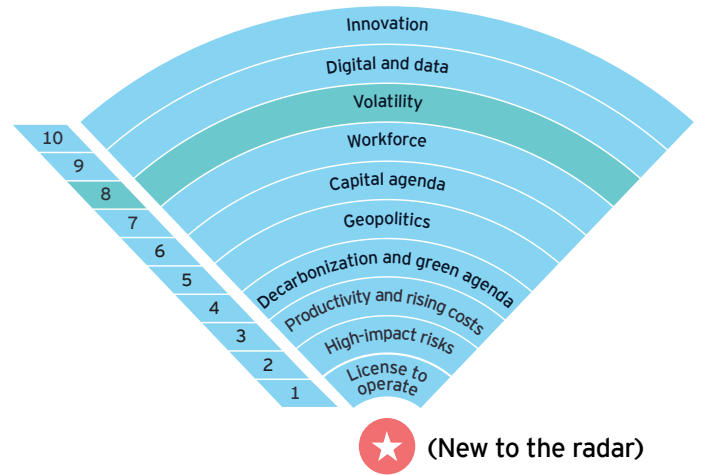 Innovation
Digital and data
Volatility
Workforce
Capital agenda
Geopolitics
Decarbonization and green agenda
Productivity and rising costs
High-impact risks
License to
operate
10
9
8
7
6
5
4
3
2
1
(New to the radar)